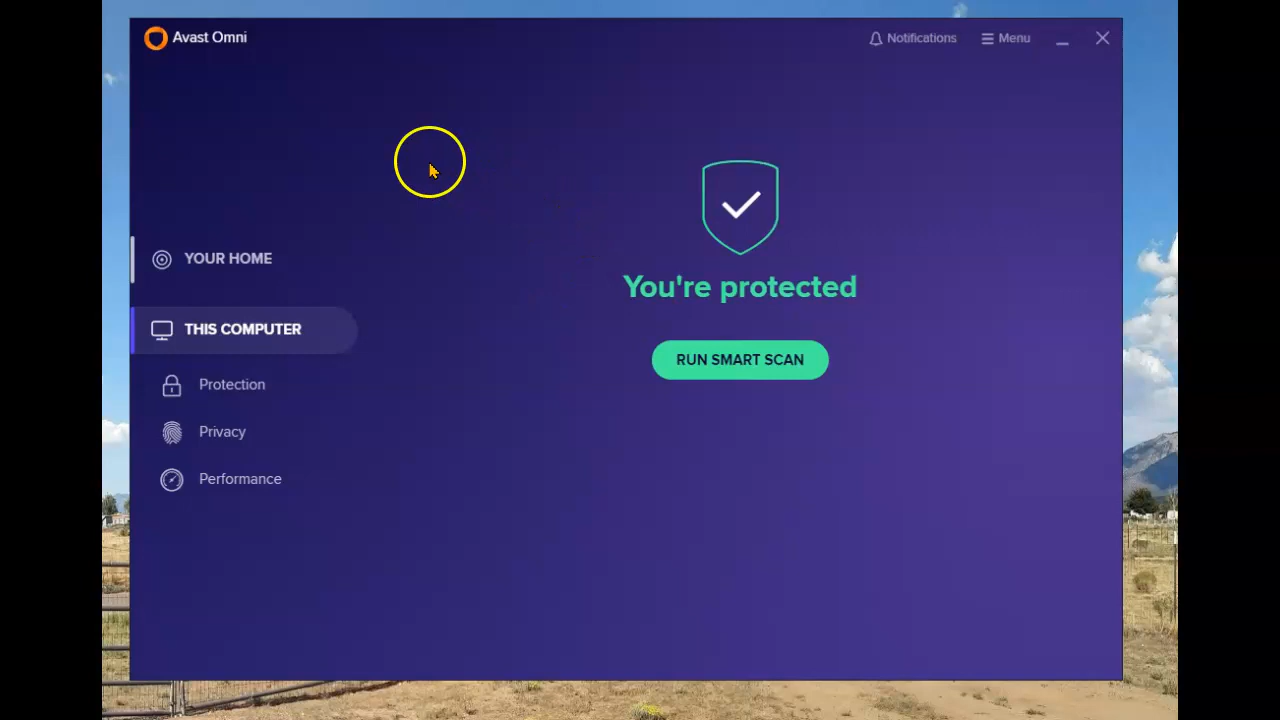 Avast Omni
Notifications
Menu
YOUR HOME
THIS COMPUTER
Protection
Privacy
Performance
You're protected
RUN SMART SCAN